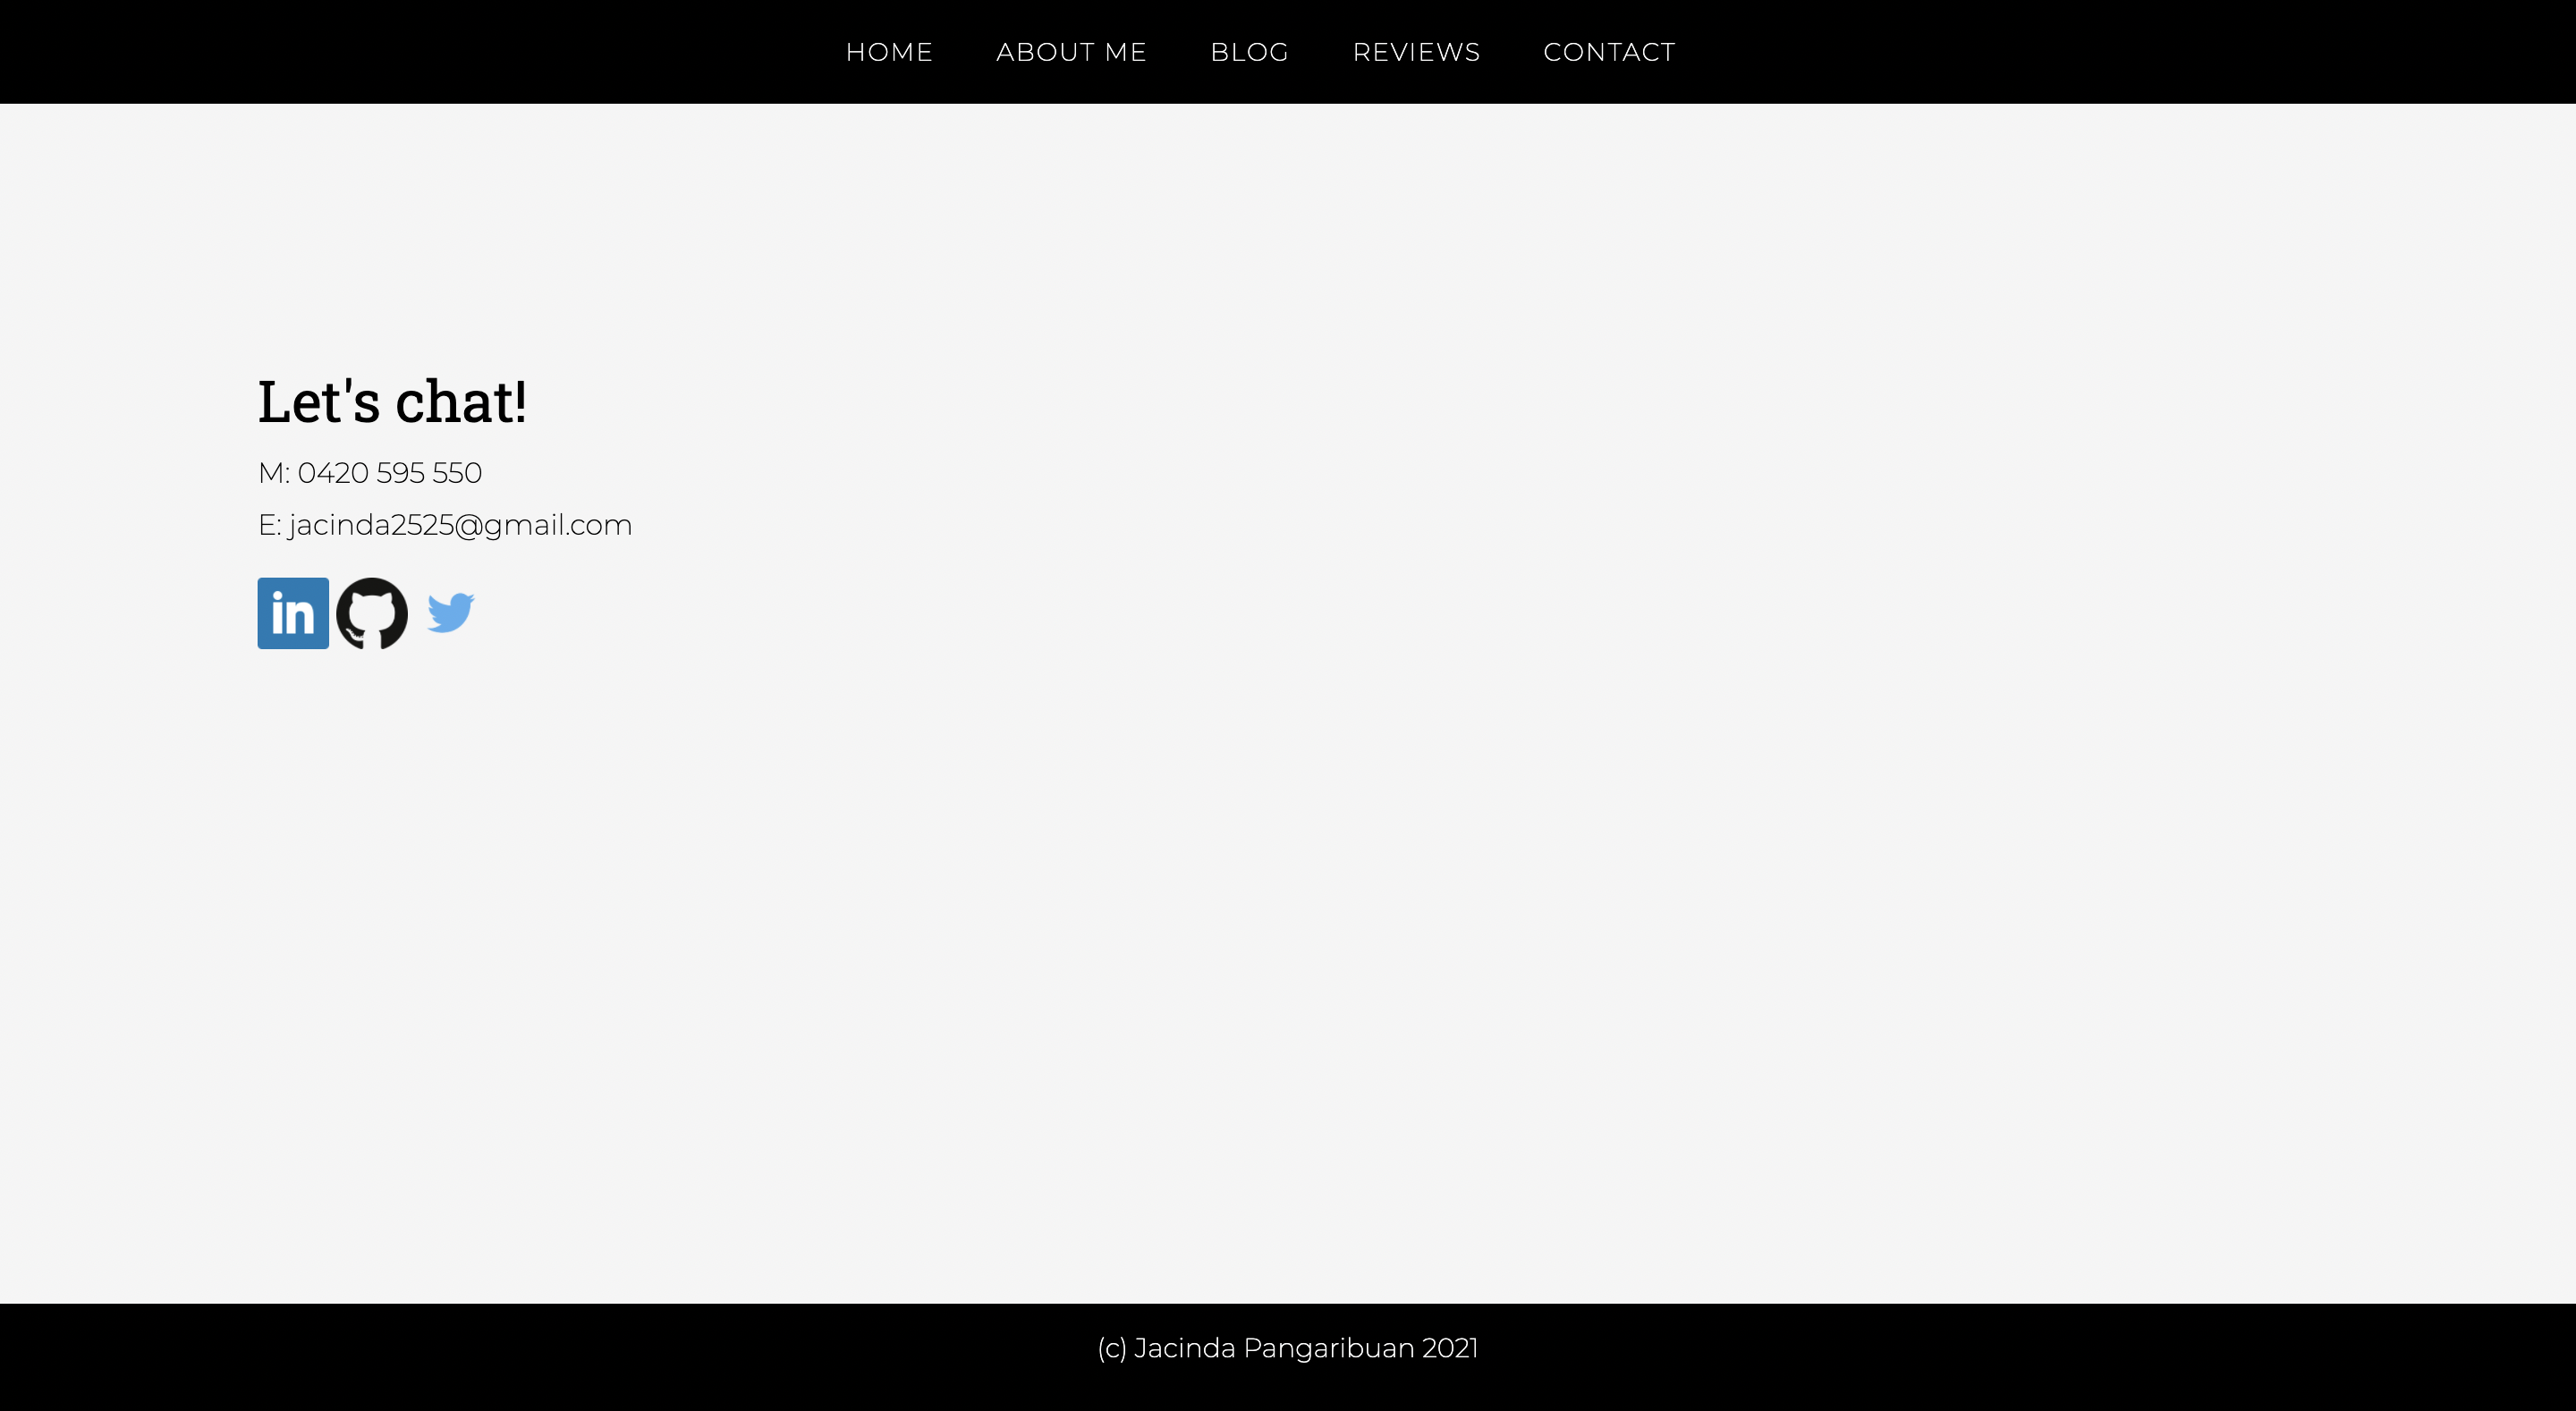 HOME ABOUT ME BLOG REVIEWS CONTACT
Let's chat!
M: 0420 595 550
E: jacinda2525@gmail.com
in
(c) Jacinda Pangaribuan 2021